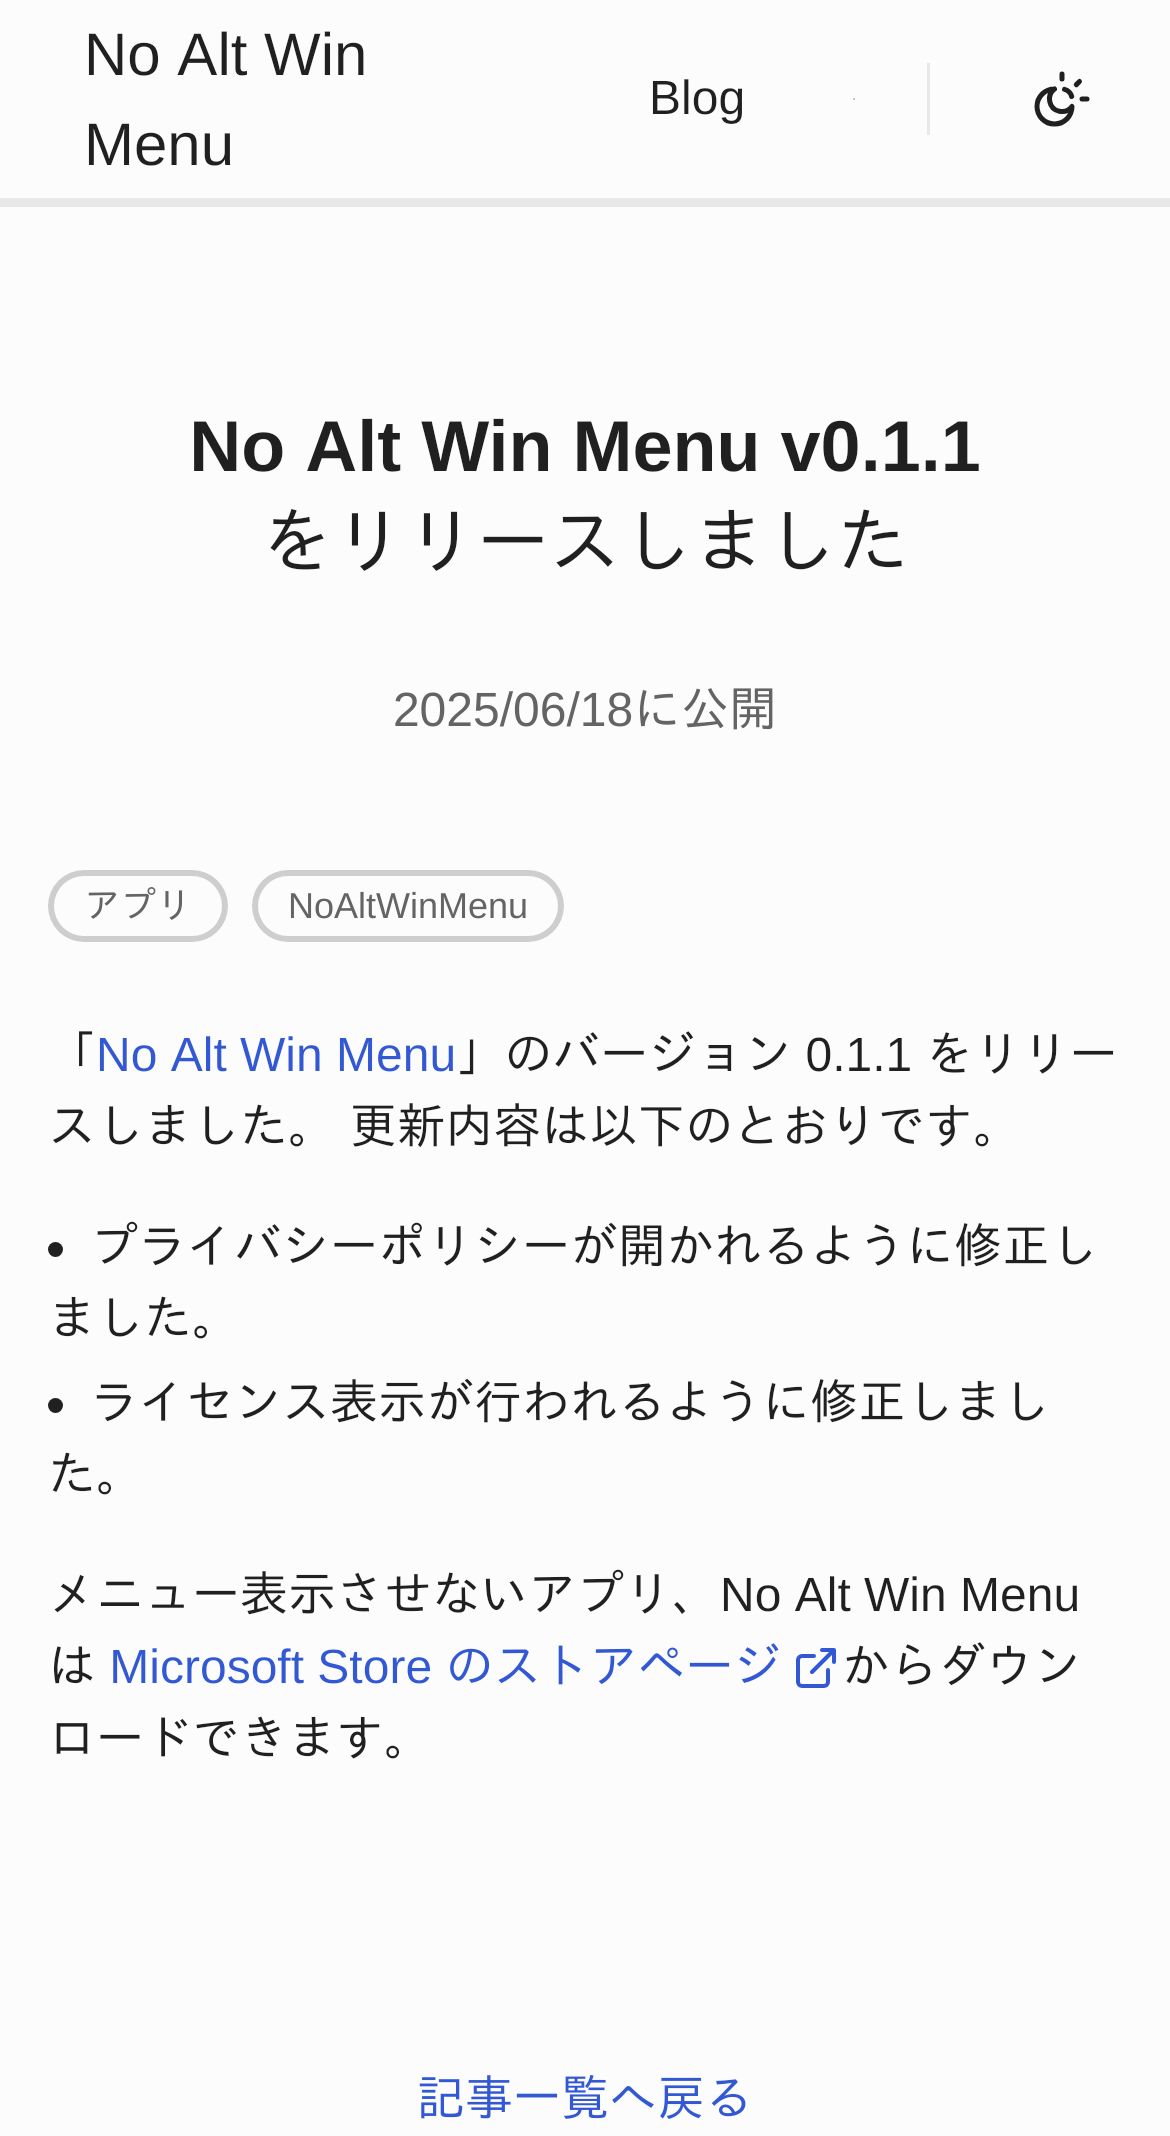 No Alt Win
Menu
Blog
No Alt Win Menu v0.1.1
をリリースしました
2025/06/18に公開
アプリ
NoAltWinMenu
「No Alt Win Menu」のバージョン 0.1.1 をリリー
スしました。 更新内容は以下のとおりです。
• プライバシーポリシーが開かれるように修正し
ました。
• ライセンス表示が行われるように修正しまし
た。
メニュー表示させないアプリ、No Alt Win Menu
は Microsoft Store のストアページ からダウン
ロードできます。
記事一覧へ戻る